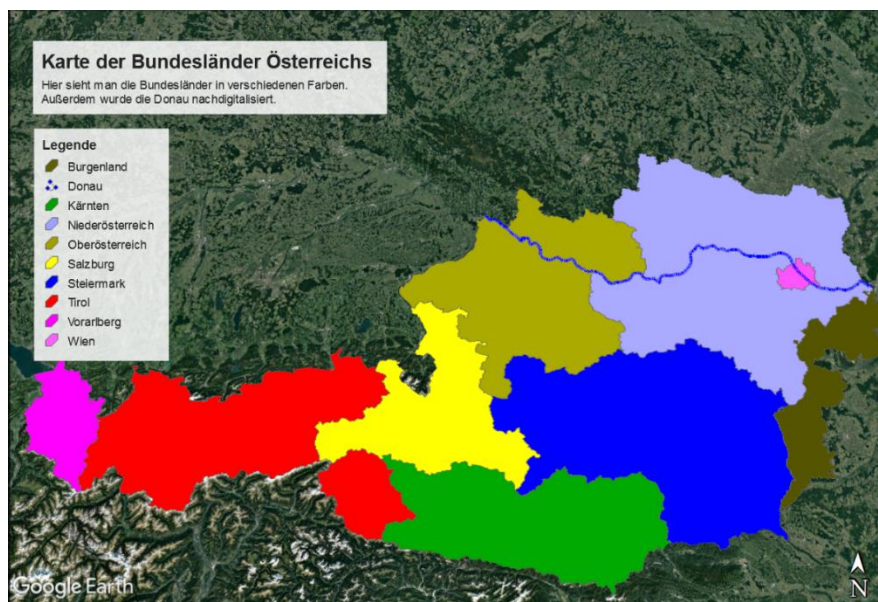 Karte der Bundesländer Österreichs
Hier sieht man die Bundesländer in verschiedenen Farben.
Außerdem wurde die Donau nachdigitalisiert.
Legende
Burgenland
Donau
Kärnten
Niederösterreich
Oberösterreich
Salzburg
Steiermark
Tirol
Vorarlberg
Wien
Google Earth
N